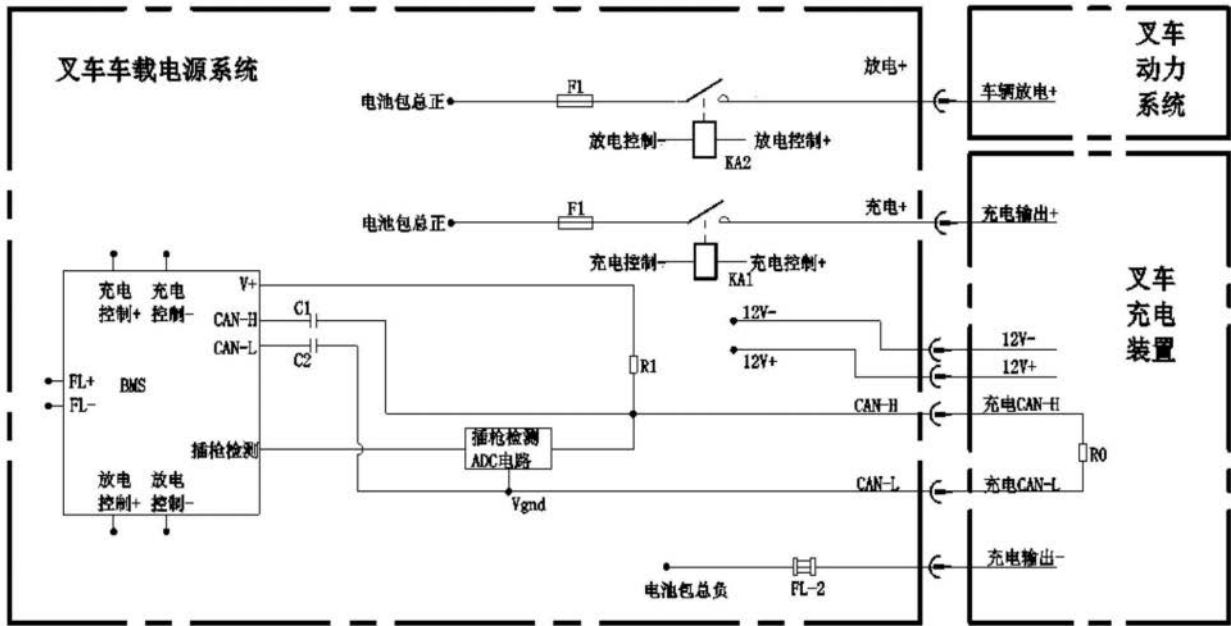 叉车车载电源系统
叉车
动力
系统
放电+
F1
电池包总正
车辆放电+
放电控制-
放电控制+
KA2
F1
充电+
电池包总正
充电输出+
充电控制-
充电控制+
KA1
V+
充电
控制+
充电
控制-
C1
CAN-H
CAN-L
C2
12V-
12V+
R1
12V-
12V+
叉车
充电
装置
FL+
FL-
BMS
CAN-H
充电CAN-H
插枪检测
插枪检测
ADC电路
R0
放电
控制+
放电
控制-
CAN-L
充电CAN-L
Vgnd
充电输出-
电池包总负
FL-2